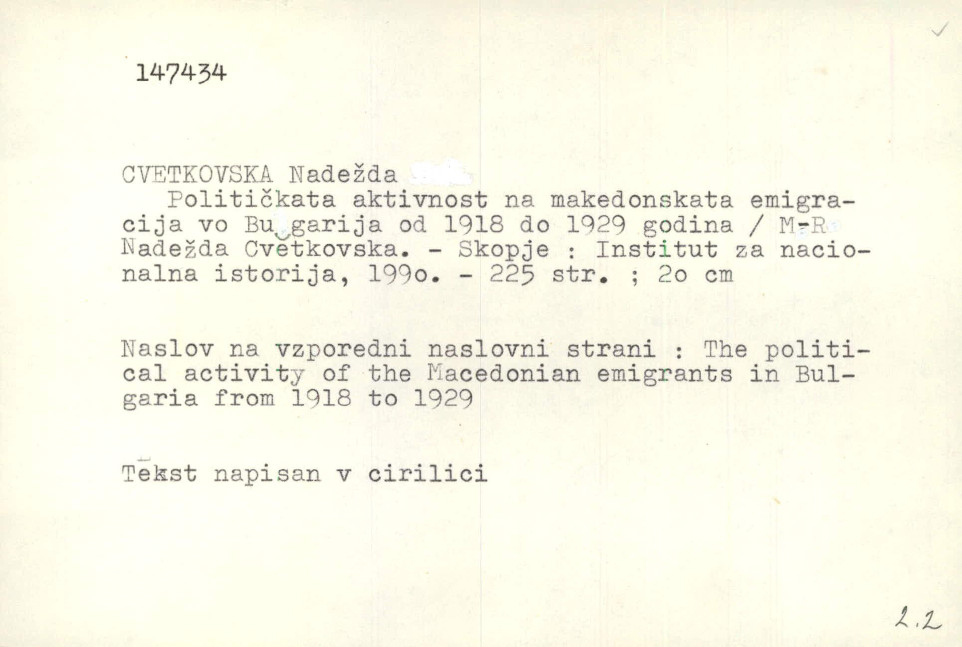 147434
CVETKOVSKA Nadežda
Političkata aktivnost na makedonskata emigra-
cija vo Bu garija od 1918 do 1929 godina / M-R
Nadežda Cvetkovska. - Skopje : Institut za nacio-
nalna istorija, 199o. - 225 str. ; 2o cm
Naslov na vzporedni naslovni strani : The politi-
cal activity of the Macedonian emigrants in Bul-
garia from 1918 to 1929
Tekst napisan v cirilici
2.2